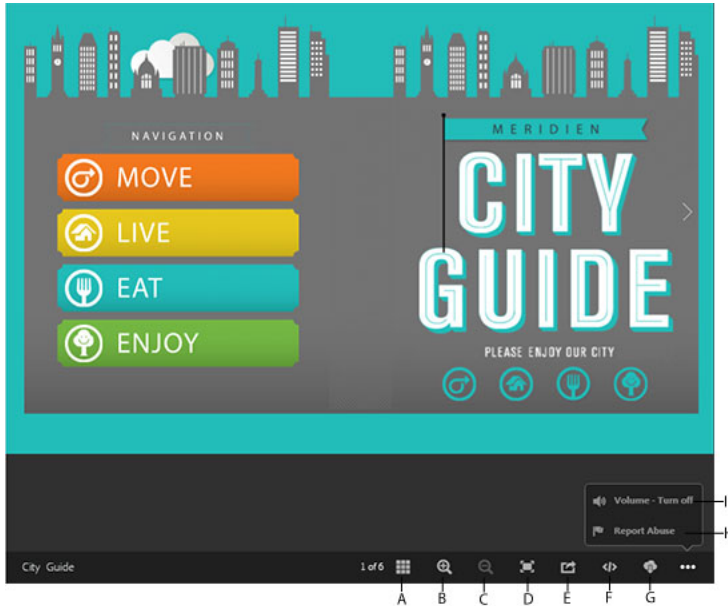 NAVIGATION
MOVE
LIVE
EAT
ENJOY
MERIDIEN
CITY
GUIDE
PLEASE ENJOY OUR CITY
Volume - Turn off
I
Report Abuse
H
City Guide
1 of 6
A
B
C
D
E
F
G